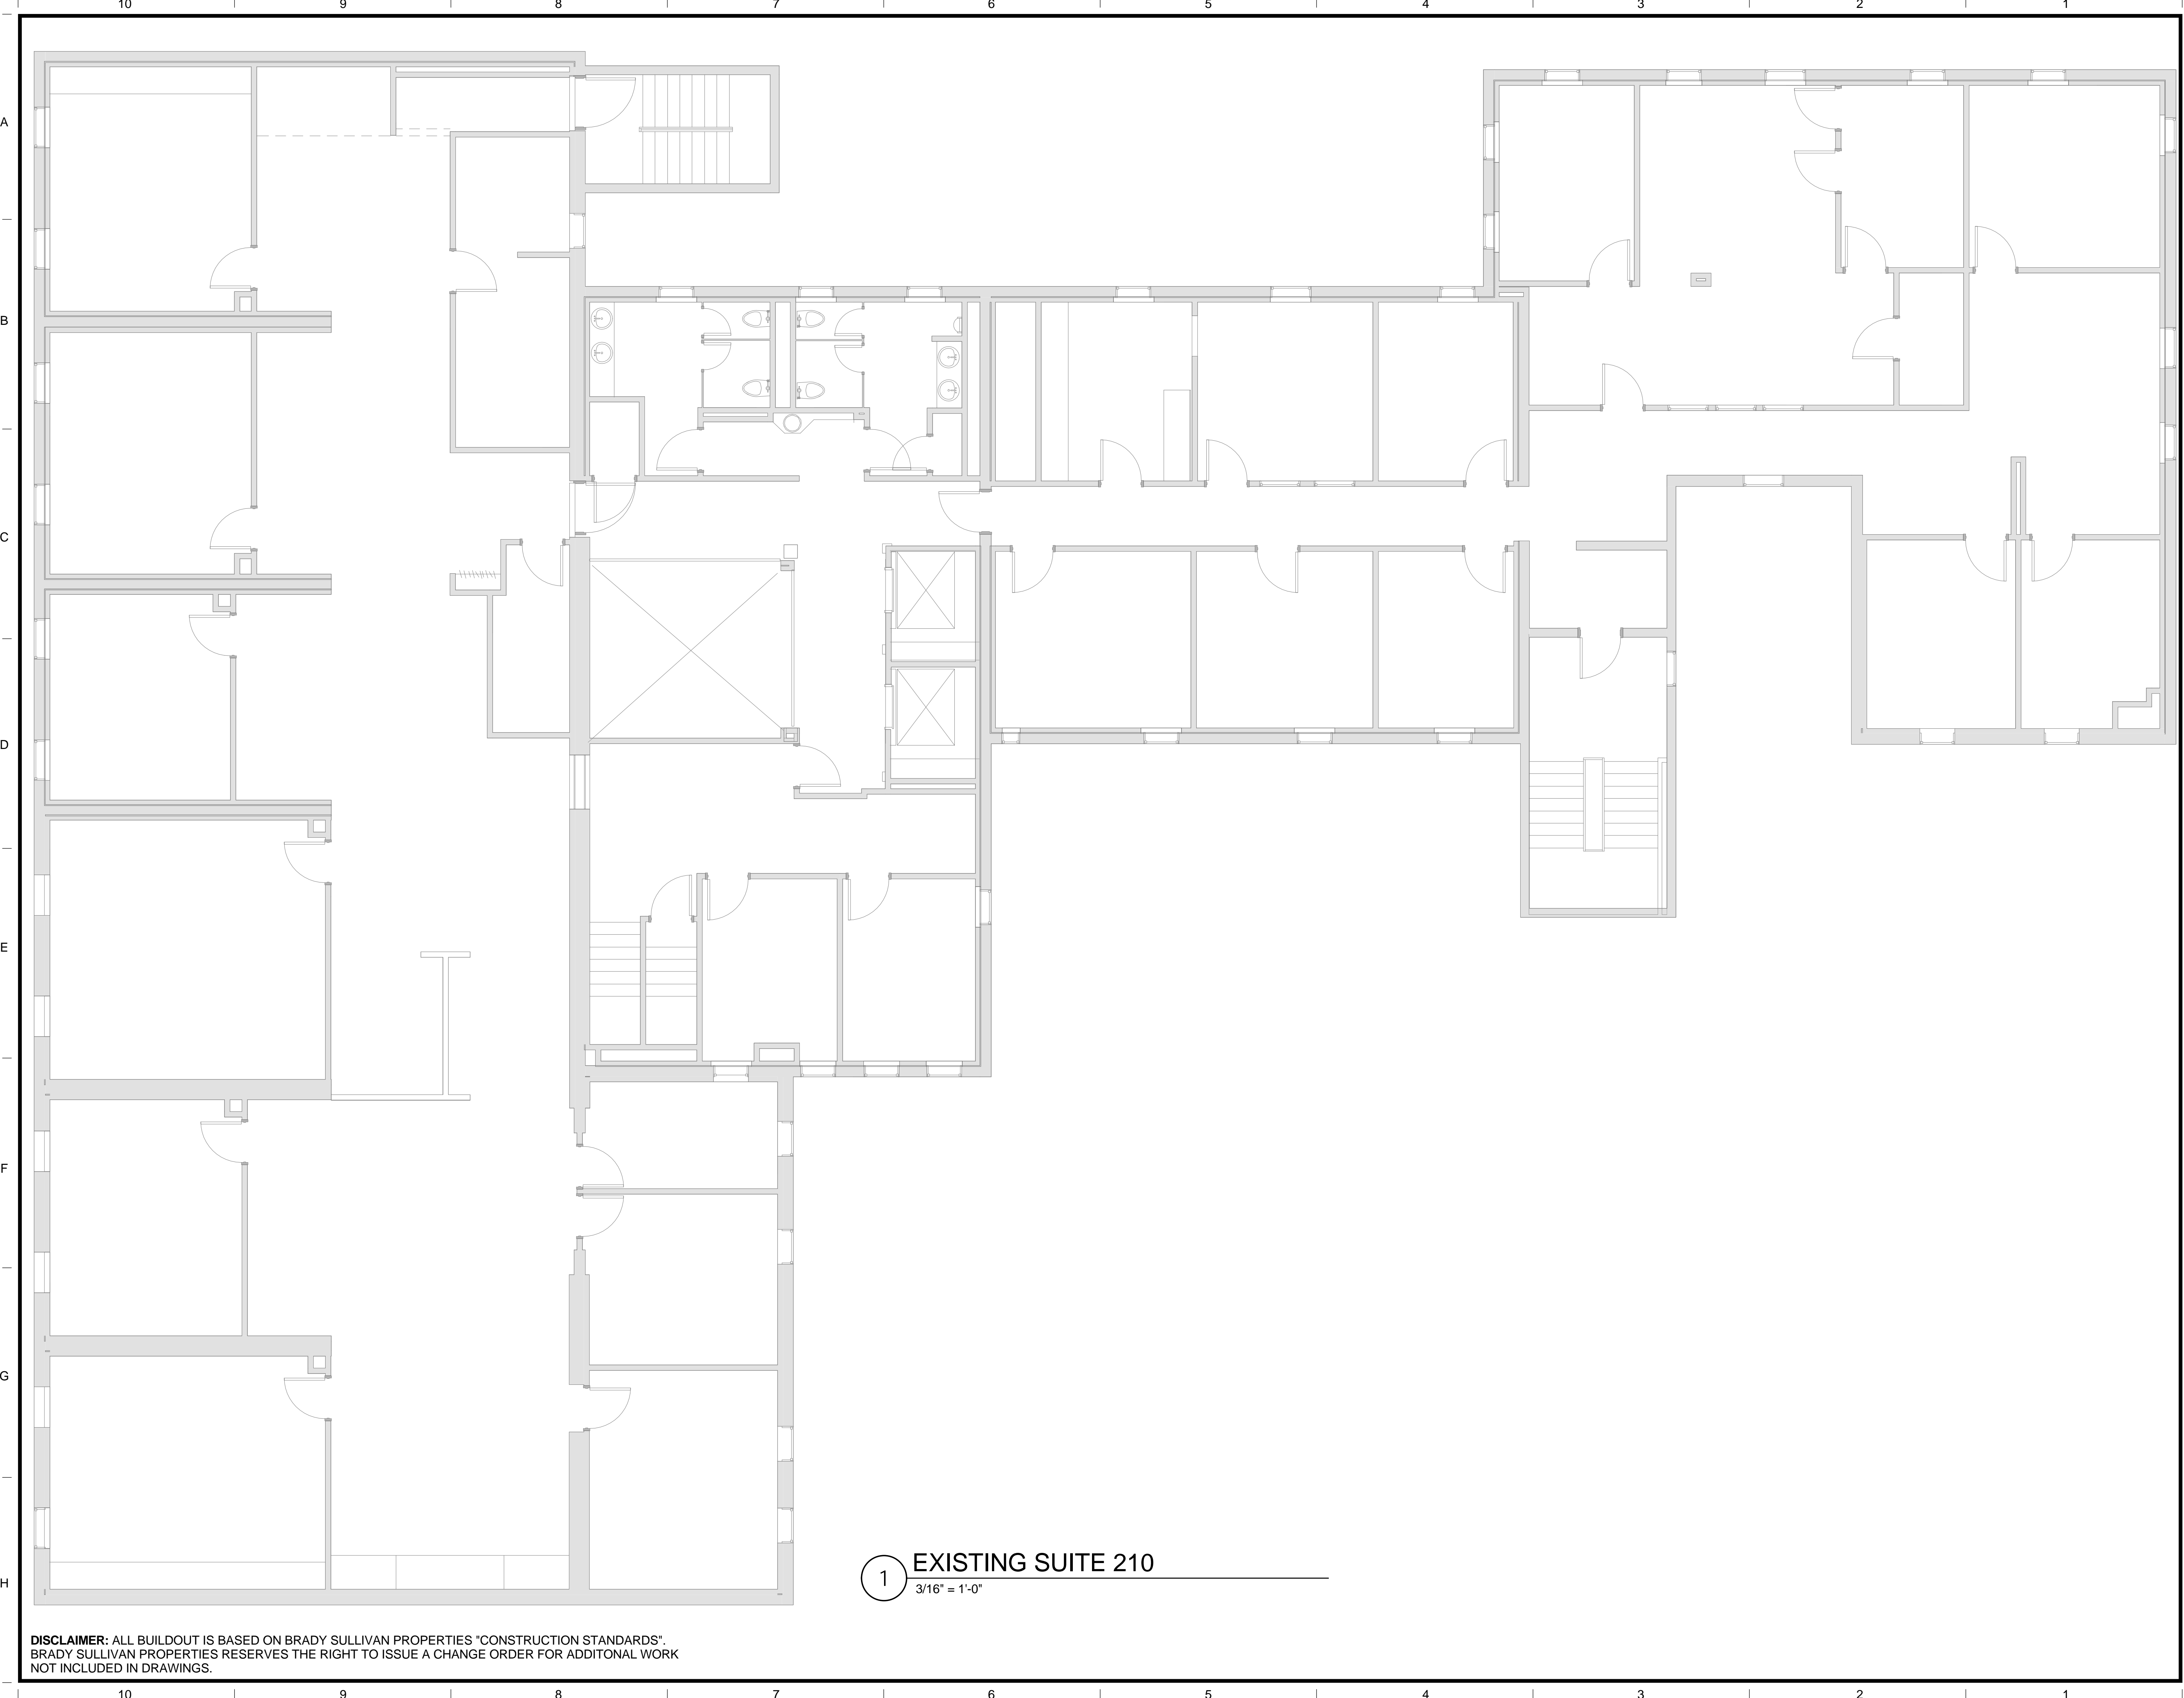 10 9 8 7 6 5 4 3 2 1
A
B
C
D
E
F
G
H
1 EXISTING SUITE 210
3/16" = 1'-0"
DISCLAIMER: ALL BUILDOUT IS BASED ON BRADY SULLIVAN PROPERTIES "CONSTRUCTION STANDARDS".
BRADY SULLIVAN PROPERTIES RESERVES THE RIGHT TO ISSUE A CHANGE ORDER FOR ADDITONAL WORK
NOT INCLUDED IN DRAWINGS.
10 9 8 7 6 5 4 3 2 1